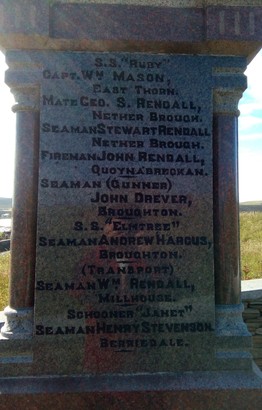 S.S. "Ruby"
Capt. Wm Mason,
East Thorn.
Mate Geo. S. Rendall,
Nether Brough.
Seaman Stewart Rendall
Nether Brough.
Fireman John Rendall,
Quoynabreckan.
Seaman (Gunner)
John Drever,
Broughton.
S.S. "Elmtree"
Seaman Andrew Harcus,
Broughton.
(Transport)
Seaman Wm Rendall,
Millhouse.
Schooner "Janet"
Seaman Henry Stevenson.
Berriedale.